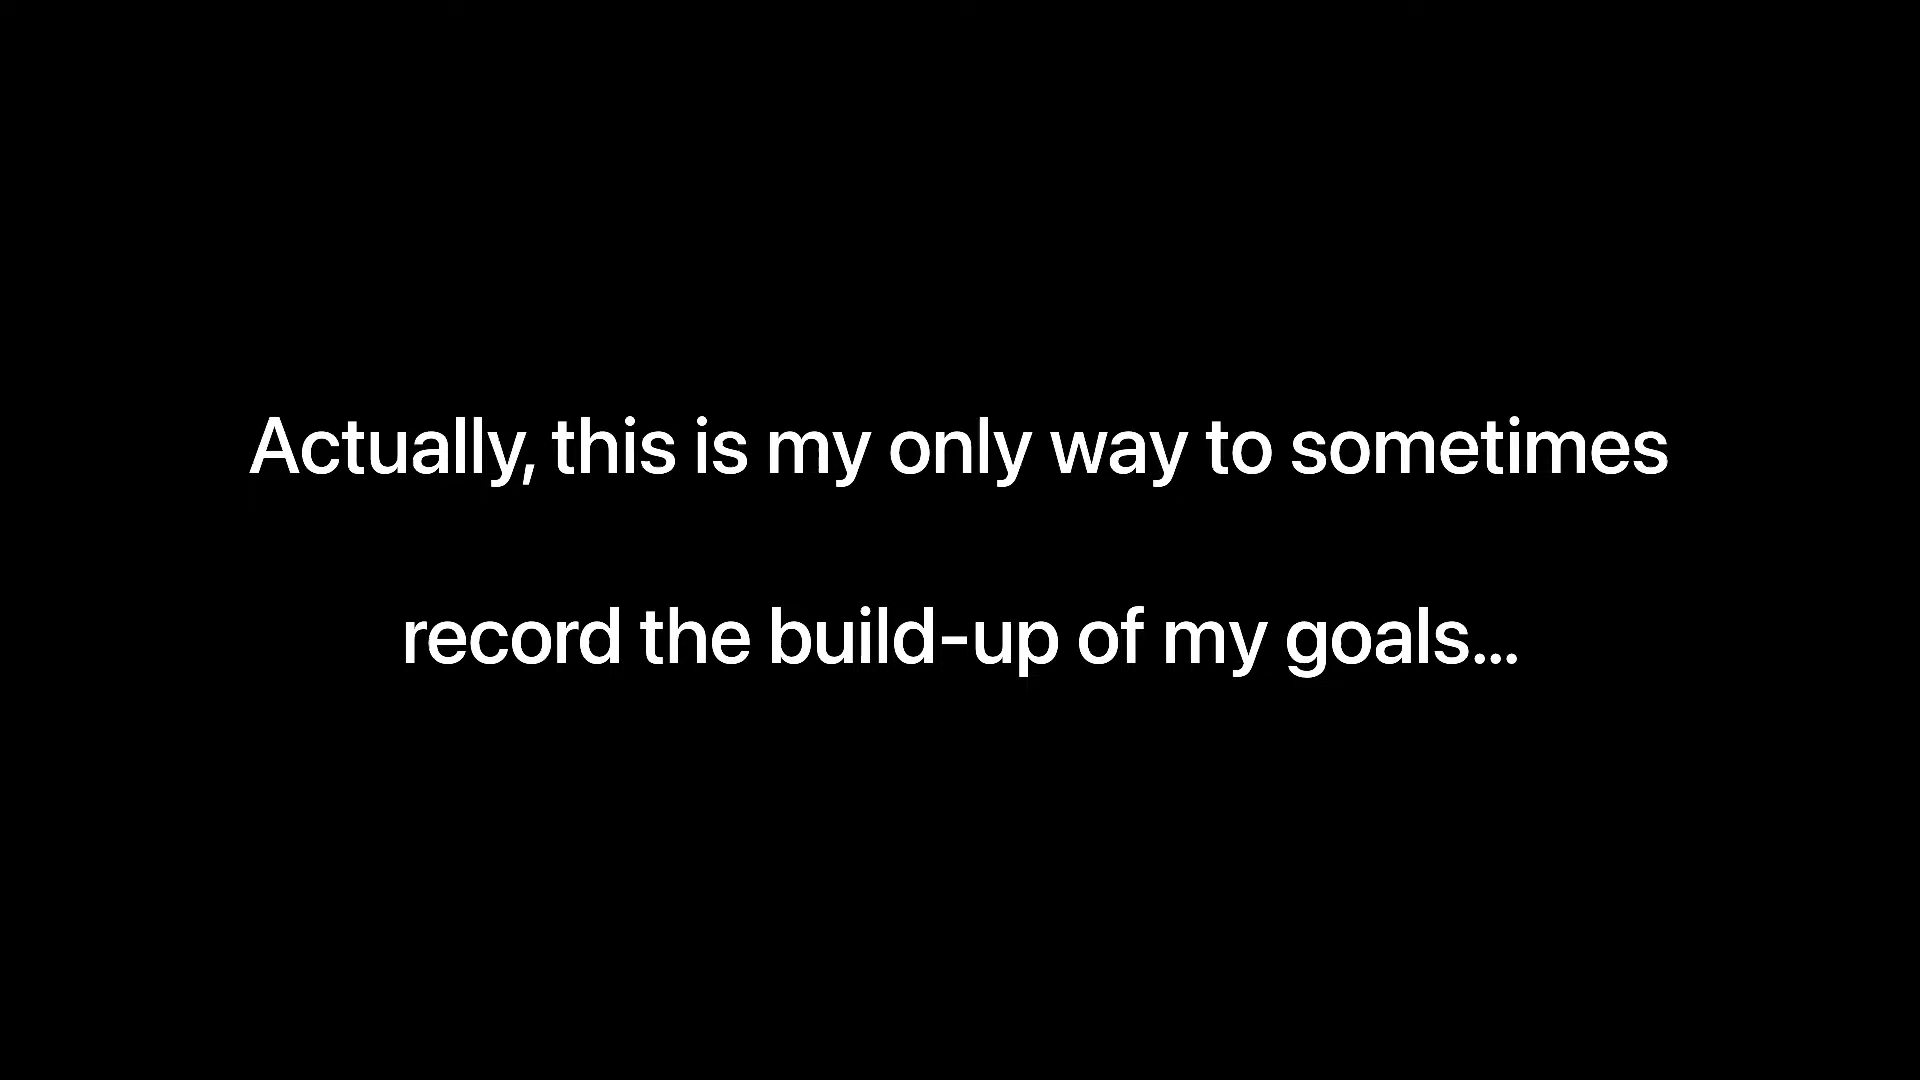 Actually, this is my only way to sometimes
record the build-up of my goals...